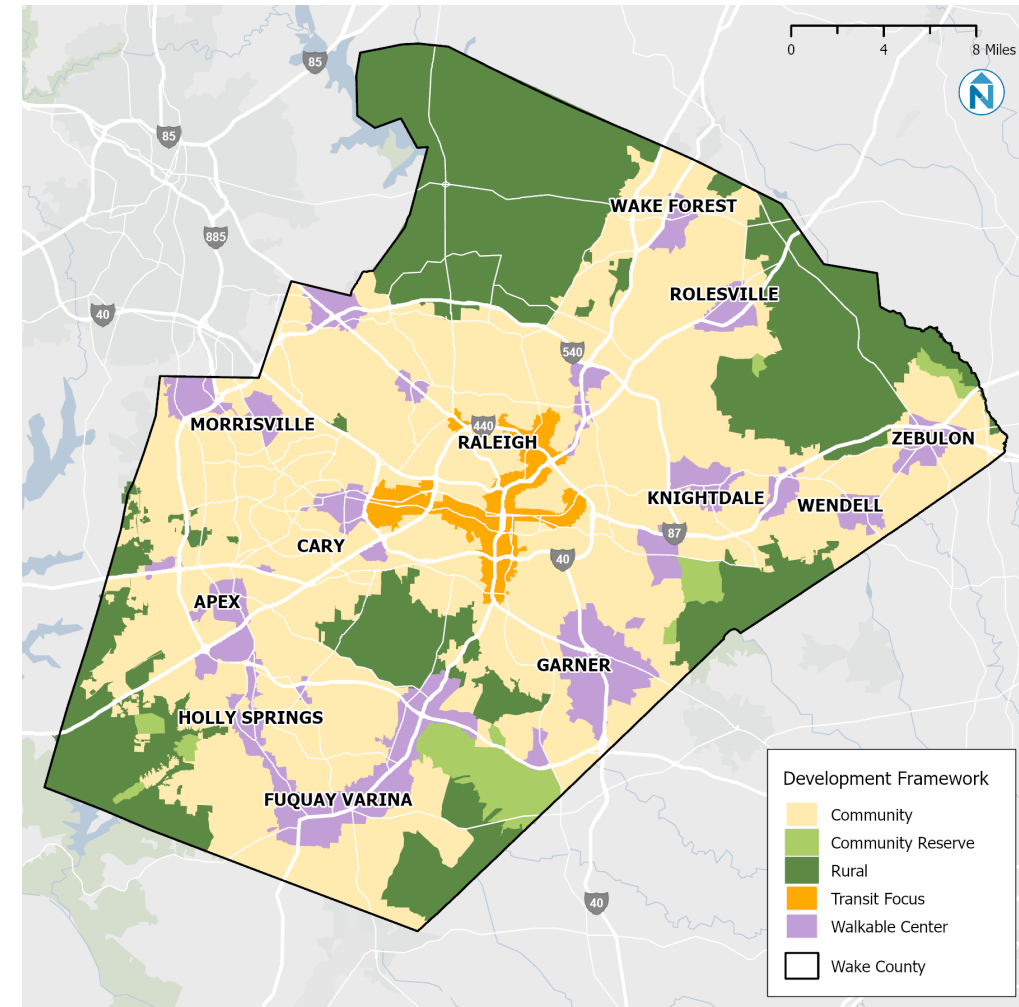 0 4 8 Miles
N
85
85
885
40
WAKE FOREST
ROLESVILLE
540
MORRISVILLE
440
RALEIGH
ZEBULON
KNIGHTDALE
WENDELL
CARY
87
40
APEX
GARNER
HOLLY SPRINGS
FUQUAY VARINA
40
Development Framework
Community
Community Reserve
Rural
Transit Focus
Walkable Center
Wake County